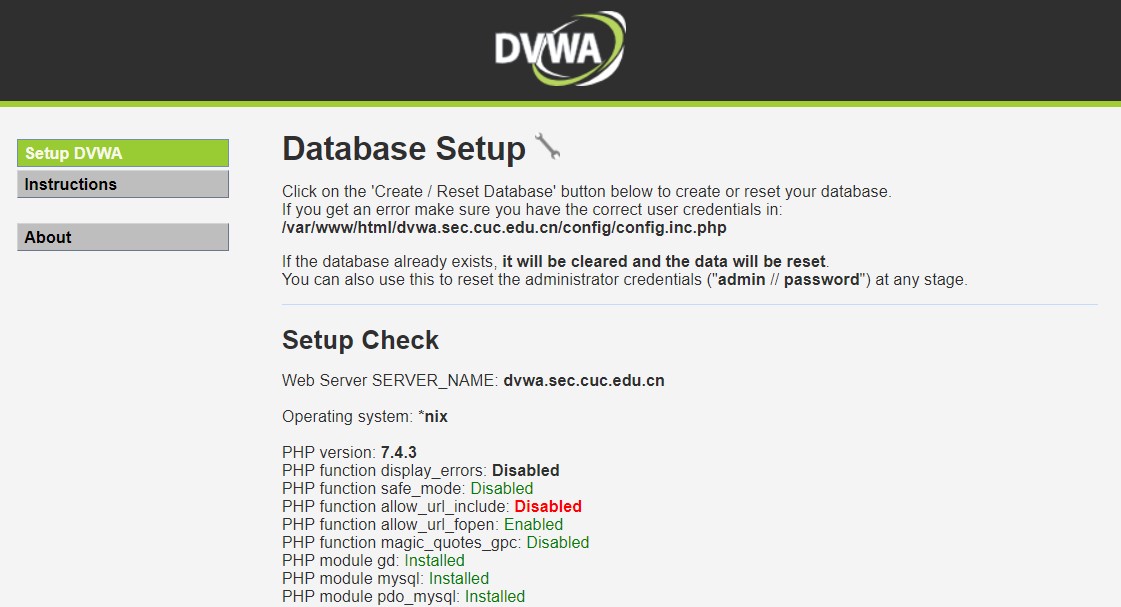 DVWA
Setup DVWA
Instructions
About
Database Setup
Click on the 'Create / Reset Database' button below to create or reset your database.
If you get an error make sure you have the correct user credentials in:
/var/www/html/dvwa.sec.cuc.edu.cn/config/config.inc.php
If the database already exists, it will be cleared and the data will be reset.
You can also use this to reset the administrator credentials ("admin // password") at any stage.
Setup Check
Web Server SERVER_NAME: dvwa.sec.cuc.edu.cn
Operating system: *nix
PHP version: 7.4.3
PHP function display_errors: Disabled
PHP function safe_mode: Disabled
PHP function allow_url_include: Disabled
PHP function allow_url_fopen: Enabled
PHP function magic_quotes_gpc: Disabled
PHP module gd: Installed
PHP module mysql: Installed
PHP module pdo_mysql: Installed